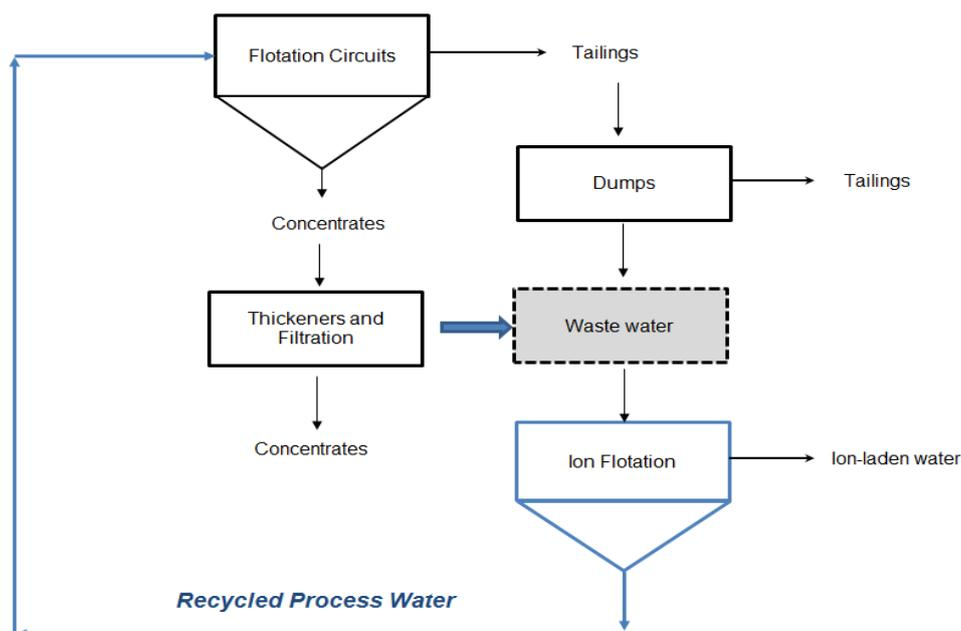 Flotation Circuits
Tailings
Dumps
Tailings
Concentrates
Thickeners and
Filtration
Waste water
Concentrates
Ion Flotation
Ion-laden water
Recycled Process Water